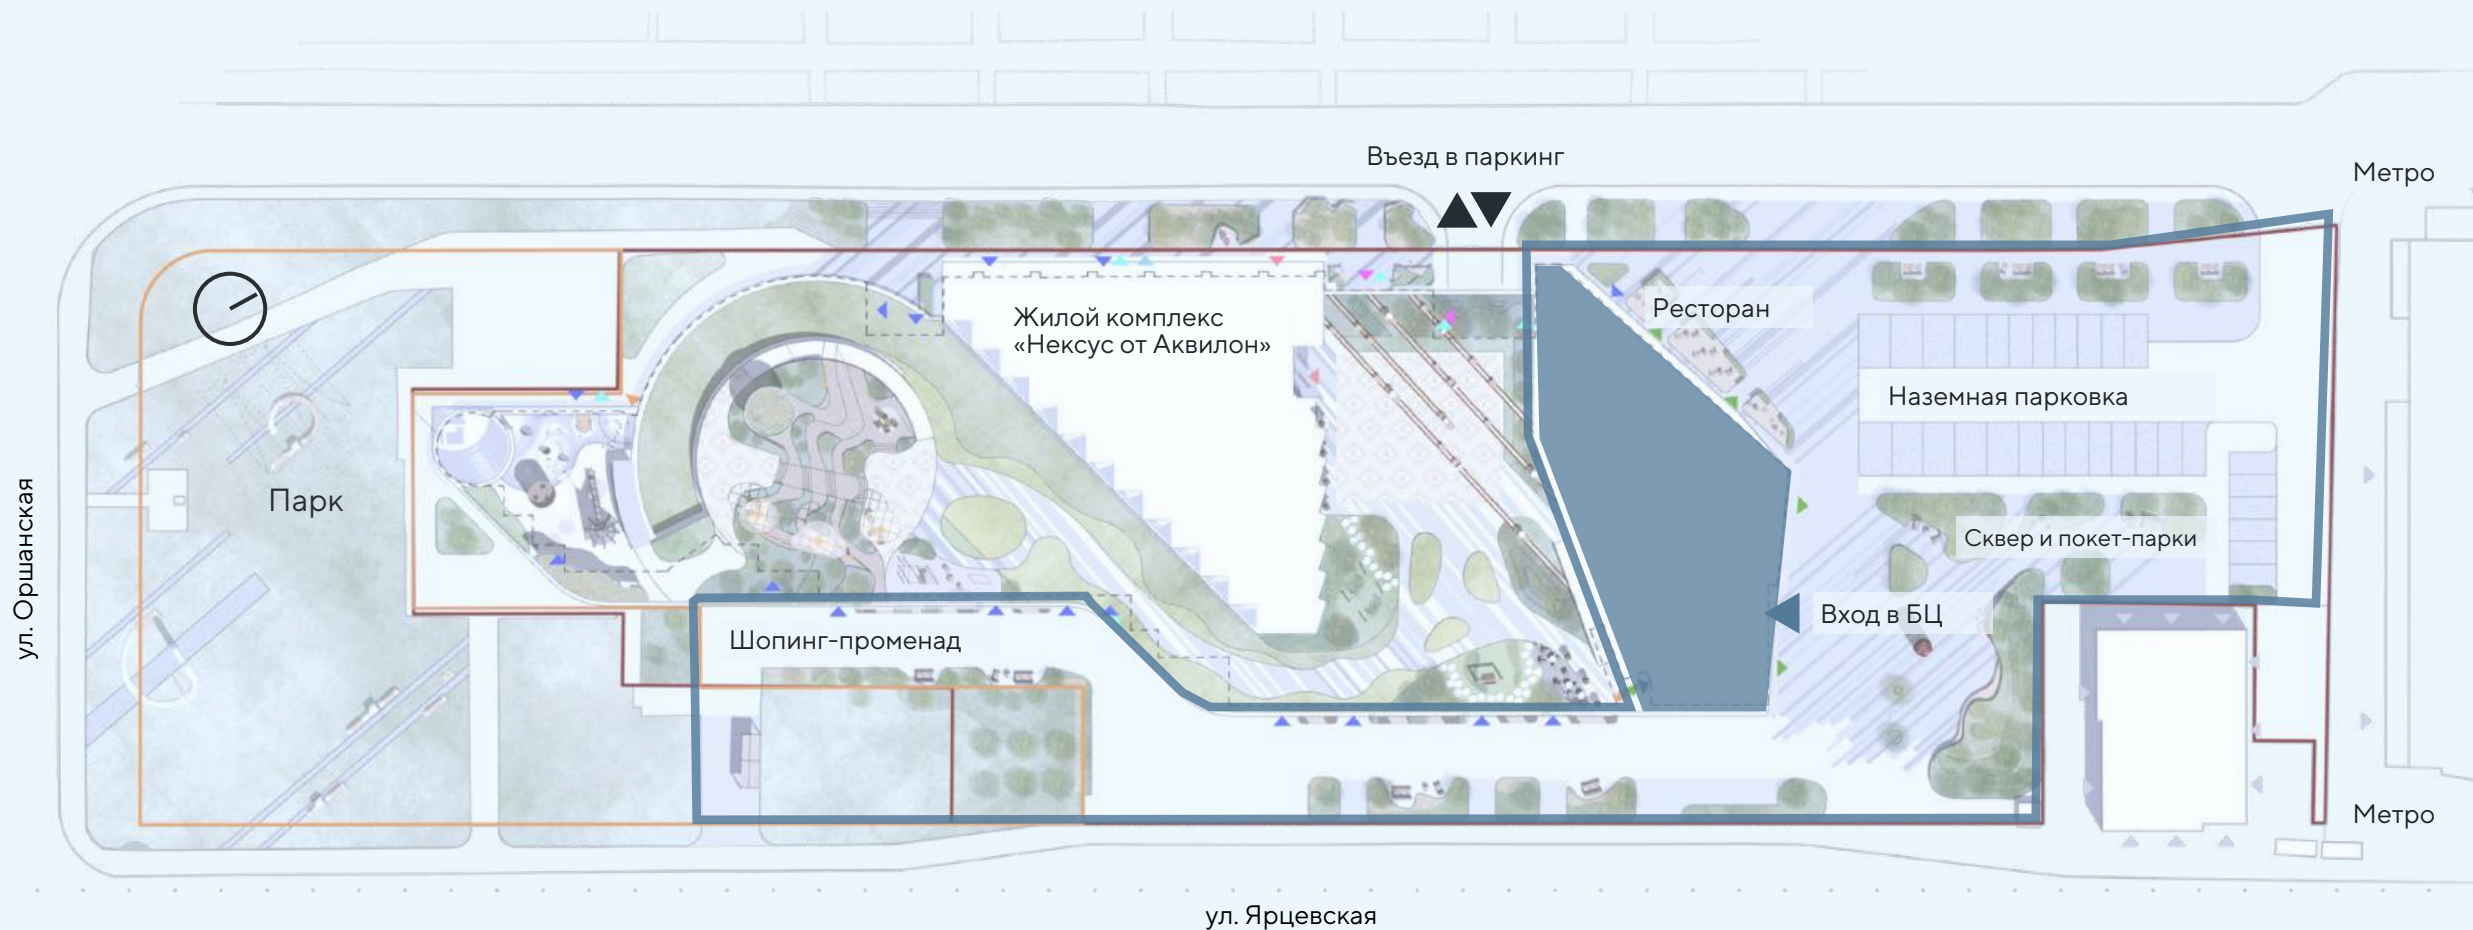 Въезд в паркинг
Метро
Ресторан
Жилой комплекс
«Нексус от Аквилон»
Наземная парковка
Парк
Сквер и покет-парки
ул. Оршанская
Вход в БЦ
Шопинг-променад
Метро
ул. Ярцевская